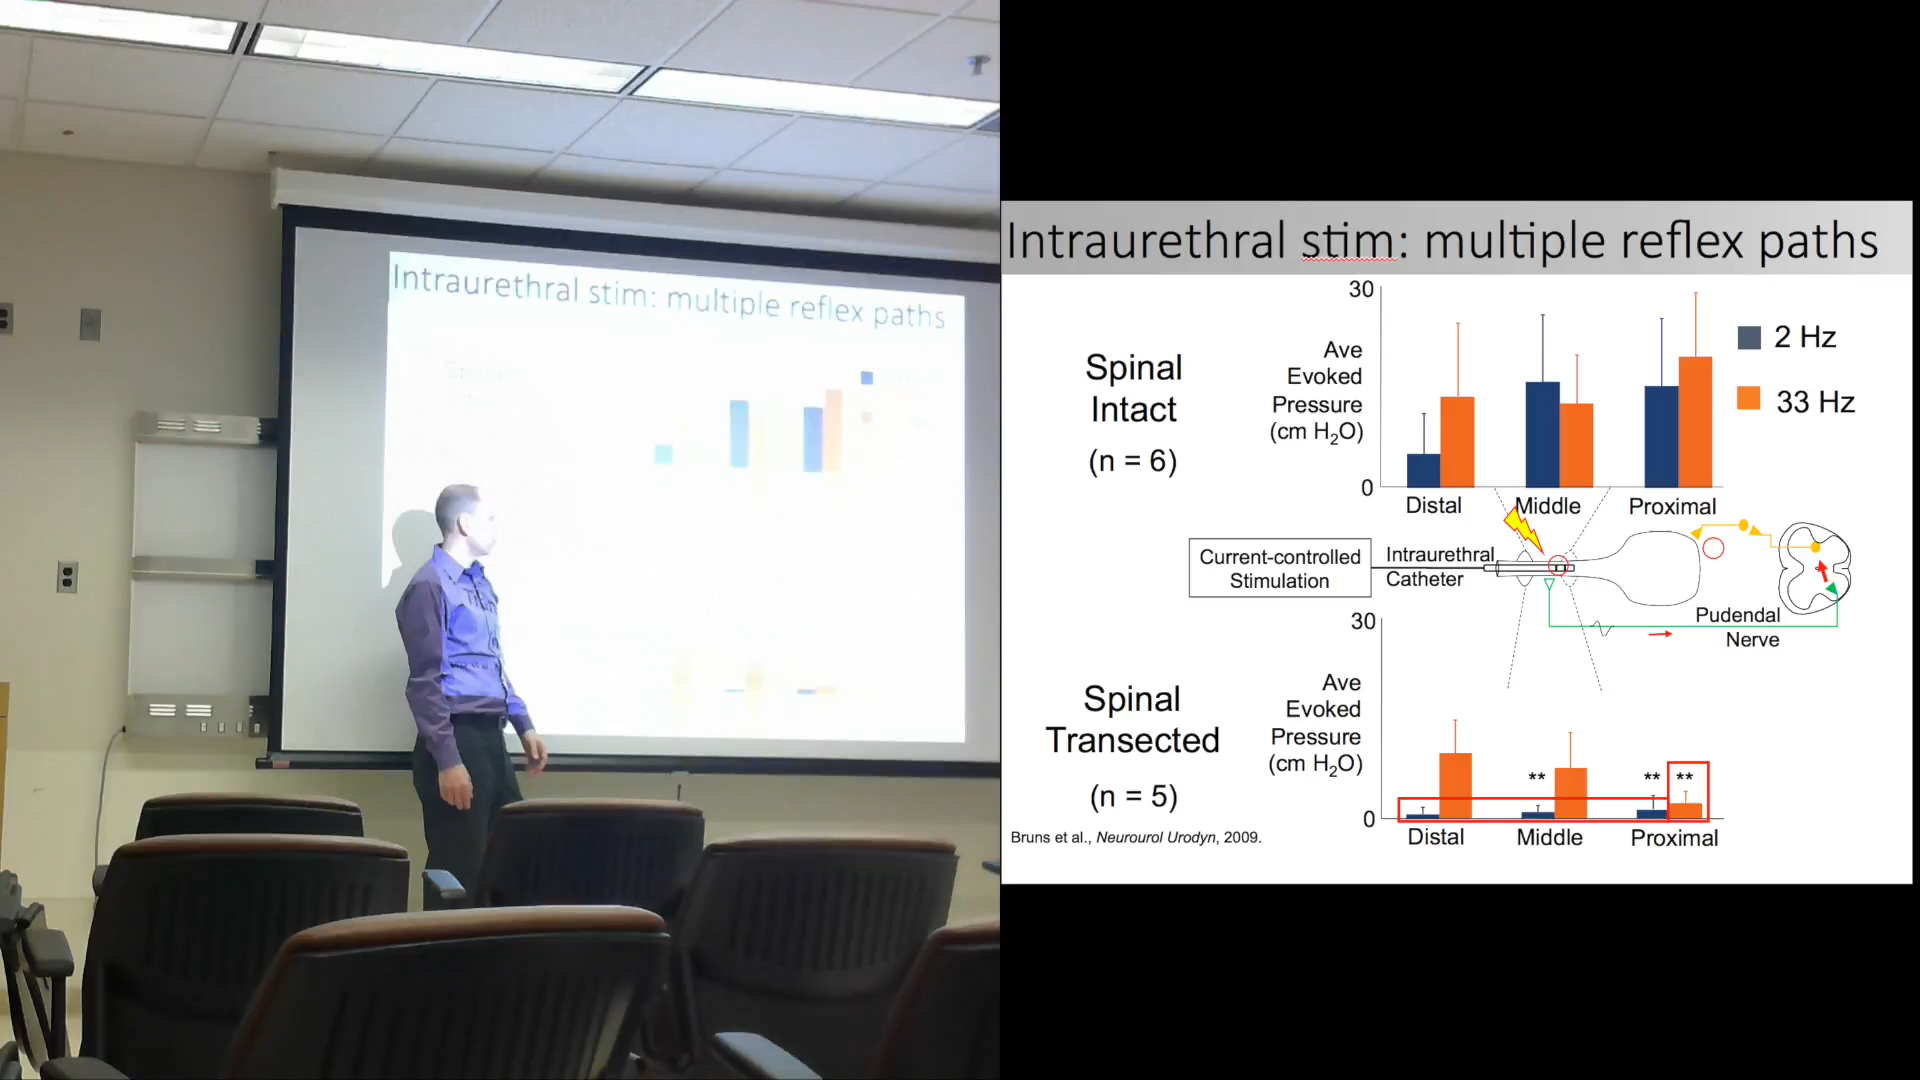 Intraurethral stim: multiple reflex paths
Intraurethral stim: multiple reflex paths
30
Ave
Evoked
Pressure
(cm H₂O)
0
Spinal
Intact
(n = 6)
2 Hz
33 Hz
Distal
Middle
Proximal
Current-controlled
Stimulation
Intraurethral
Catheter
Pudendal
Nerve
30
Ave
Evoked
Pressure
(cm H₂O)
0
Spinal
Transected
(n = 5)
**
**
**
Distal
Middle
Proximal
Bruns et al., Neurourol Urodyn, 2009.